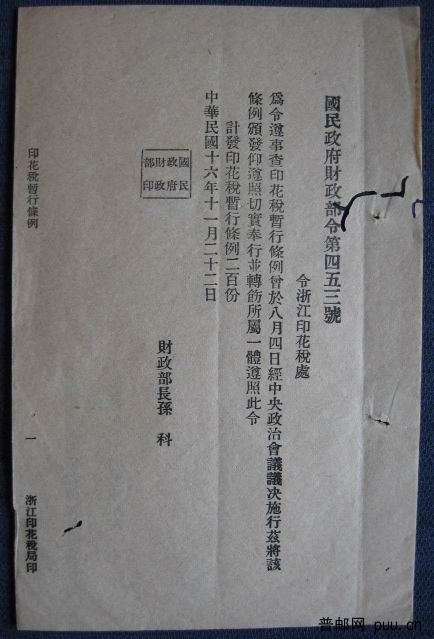 國民政府財政部令第四五三號
令浙江印花稅處
為令遵事查印花稅暫行條例曾於八月四日經中央政治會議議决施行茲將該
條例頒發仰遵照切實奉行並轉飭所屬一體遵照此令
計發印花稅暫行條例二百份
中華民國十六年十一月二十二日
國民政府財政部印
財政部長孫 科
印花稅暫行條例
一
浙江印花稅局印
普邮网 puu.cn